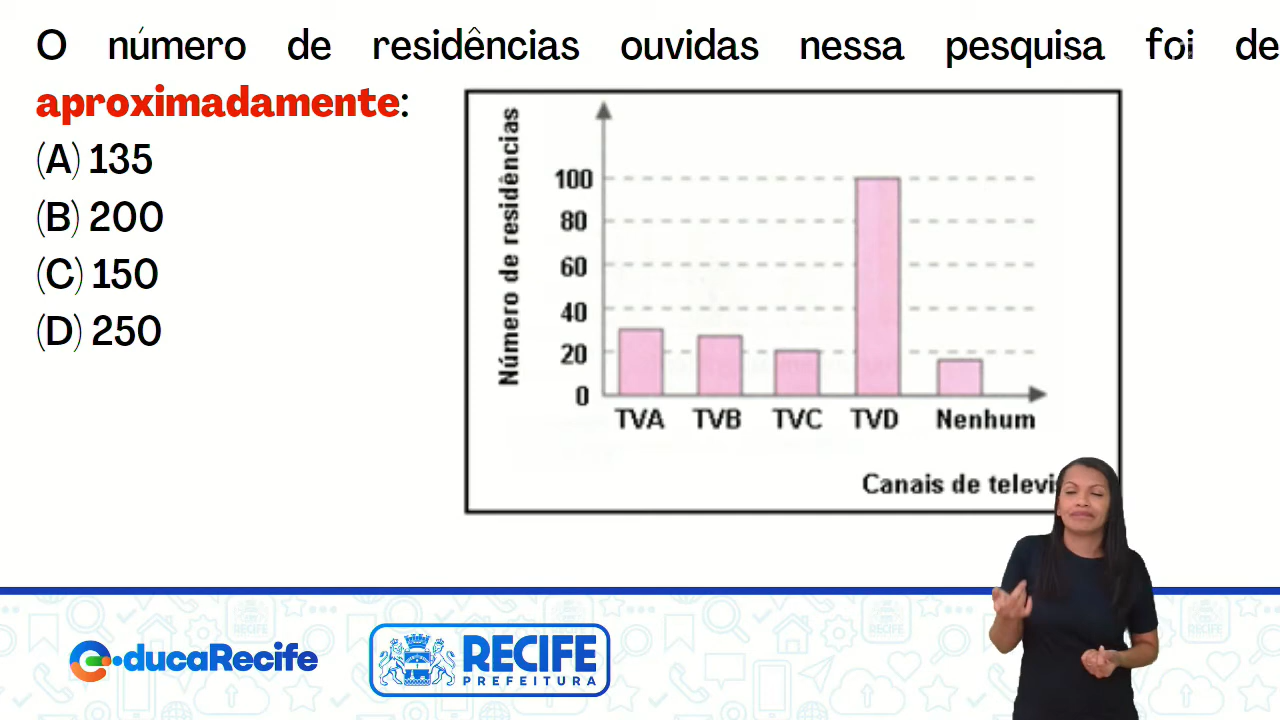 O número de residências ouvidas nessa pesquisa foi de
aproximadamente:
(A) 135
(B) 200
(C) 150
(D) 250
Número de residências
100
80
60
40
20
0
TVA TVB TVC TVD Nenhum
Canais de televi
EducaRecife
RECIFE
PREFEITURA